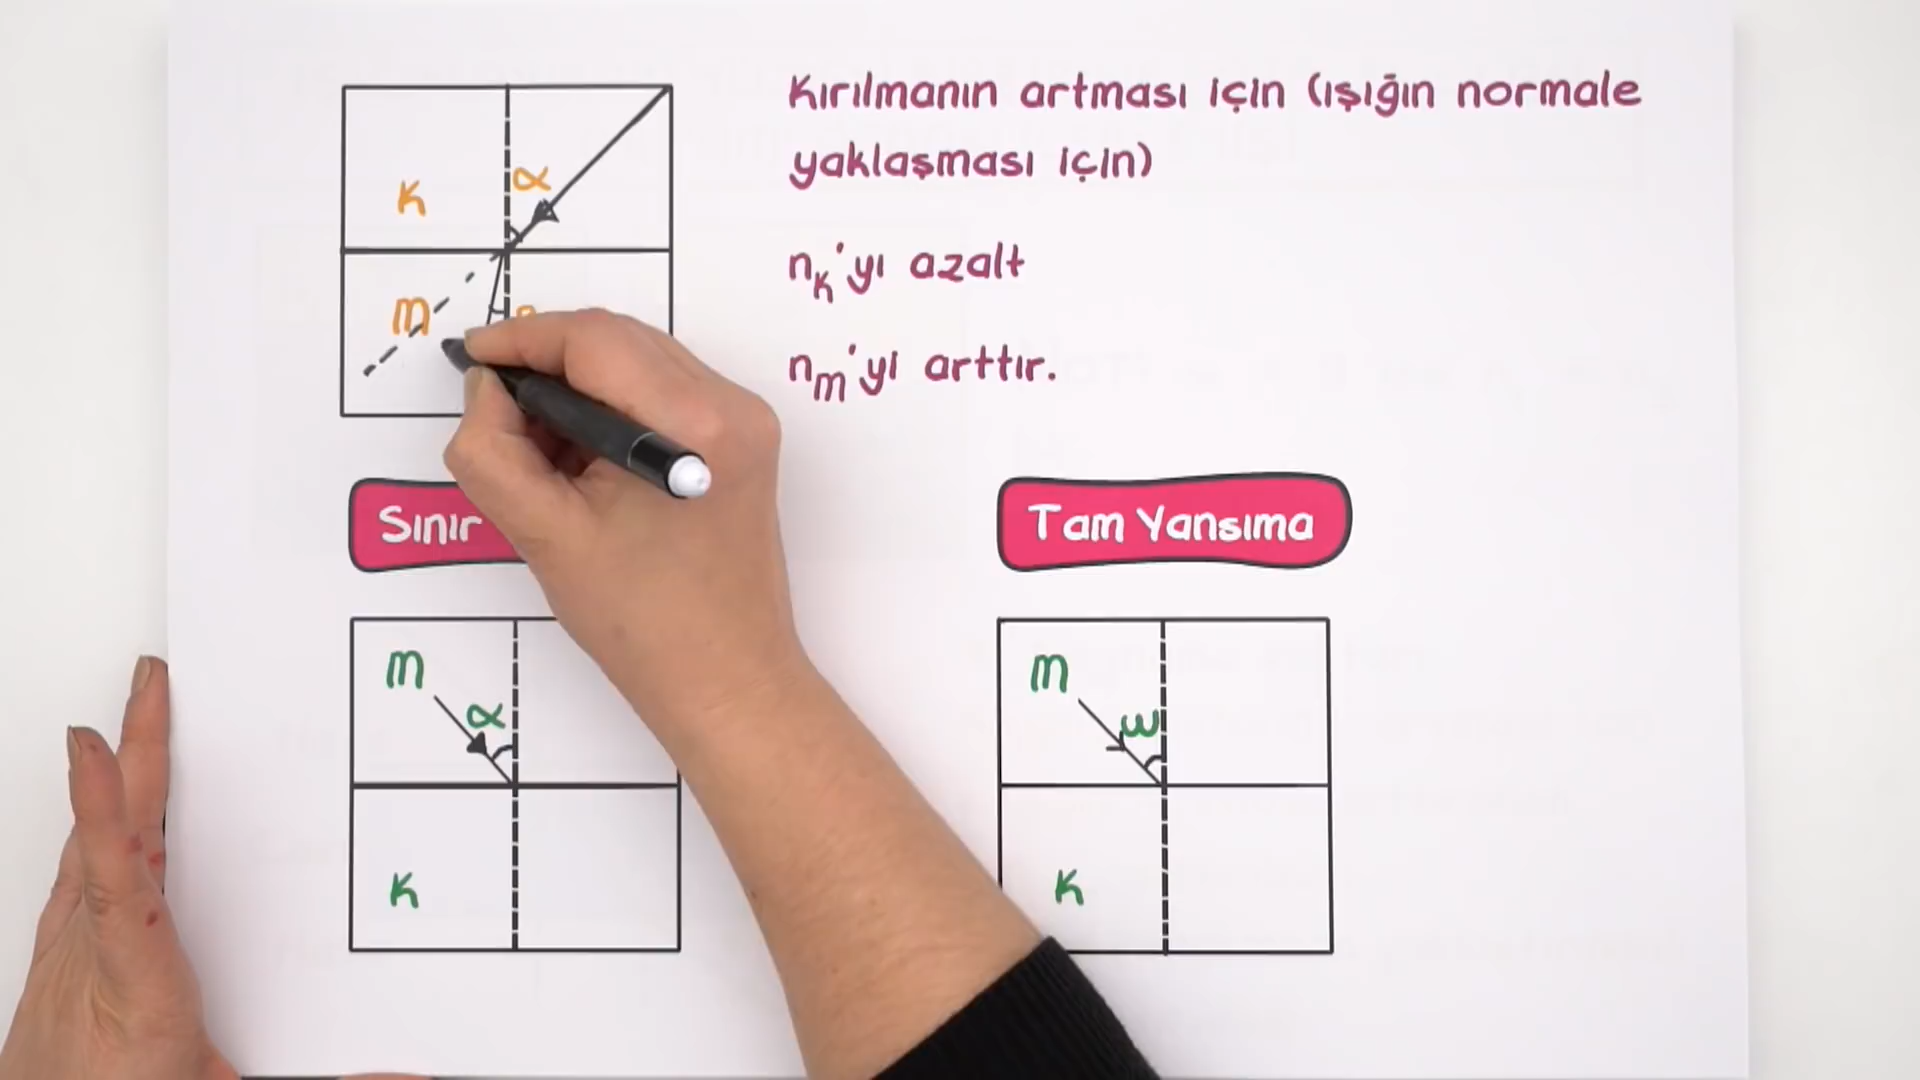 K
α
m
Kırılmanın artması için (ışığın normale
yaklaşması için)
nK'yı azalt
nm'yi arttır.
Sınır
Tam Yansıma
m
α
K
m
ω
K